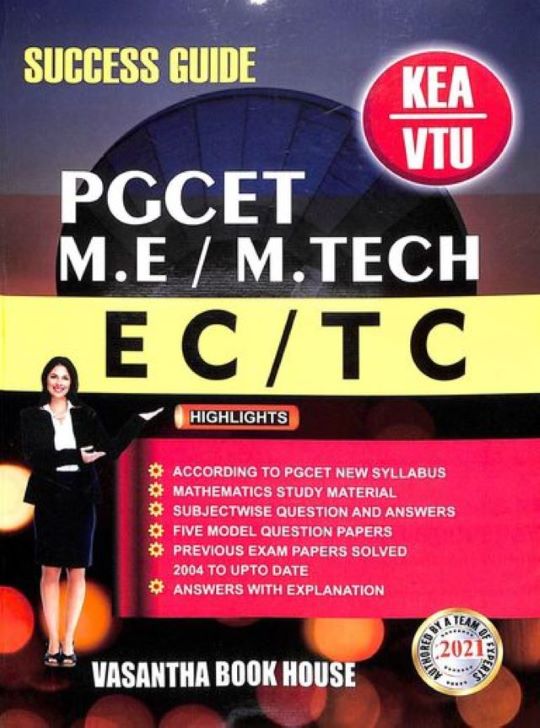 SUCCESS GUIDE
KEA
VTU
PGCET
M.E / M.TECH
EC/TC
HIGHLIGHTS
ACCORDING TO PGCET NEW SYLLABUS
MATHEMATICS STUDY MATERIAL
SUBJECTWISE QUESTION AND ANSWERS
FIVE MODEL QUESTION PAPERS
PREVIOUS EXAM PAPERS SOLVED
2004 TO UPTO DATE
ANSWERS WITH EXPLANATION
VASANTHA BOOK HOUSE
AUTHORED BY A TEAM OF EXPERTS
2021